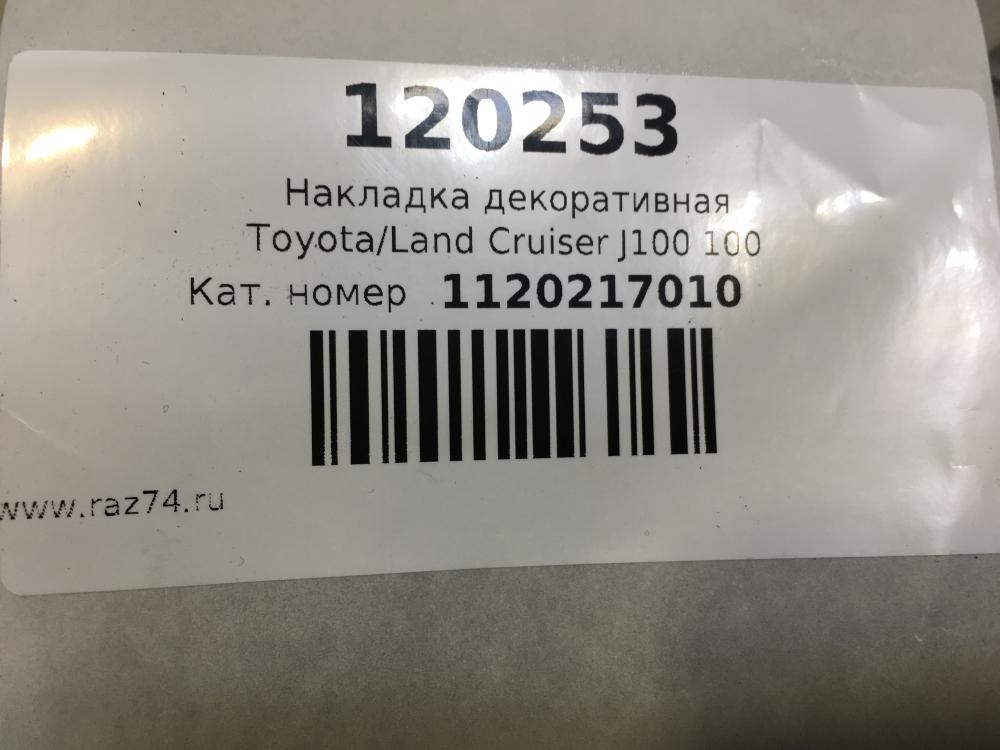 120253
Накладка декоративная
Toyota/Land Cruiser J100 100
Кат. номер 1120217010
www.raz74.ru